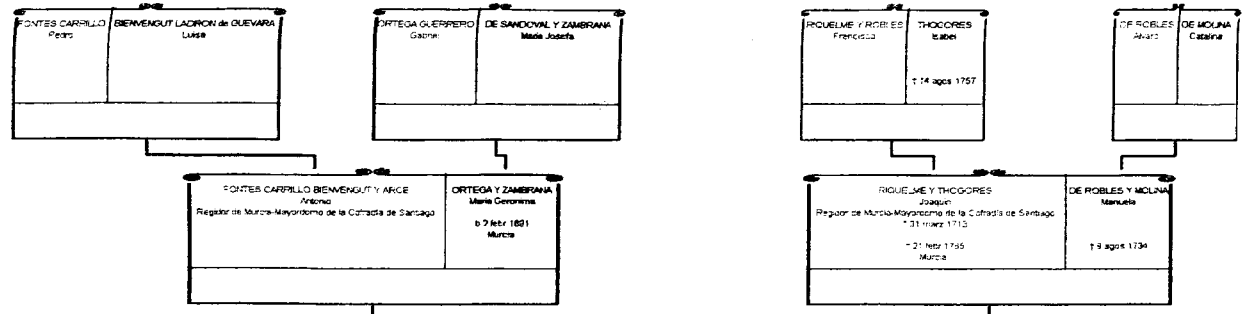 FONTES CARRILLO
Pedro
BIENVENGUT LADRON de GUEVARA
Luisa
ORTEGA GUERRERO
Gabriel
DE SANDOVAL Y ZAMBRANA
Maria Josefa
RIQUELME Y ROBLES
Francisco
THOGORES
Isabel
† 14 agos 1757
DE ROBLES
Alvaro
DE MOLINA
Catalina
FONTES CARRILLO BIENVENGUT Y ARCE
Antonio
Regidor de Murcia-Mayordomo de la Cofradía de Santiago
ORTEGA Y ZAMBRANA
Maria Geronima
b 2 febr 1691
Murcia
RIQUELME Y THOGORES
Joaquin
Regidor de Murcia-Mayordomo de la Cofradía de Santiago
31 marz 1713
† 21 febr 1785
Murcia
DE ROBLES Y MOLINA
Manuela
† 9 agos 1734